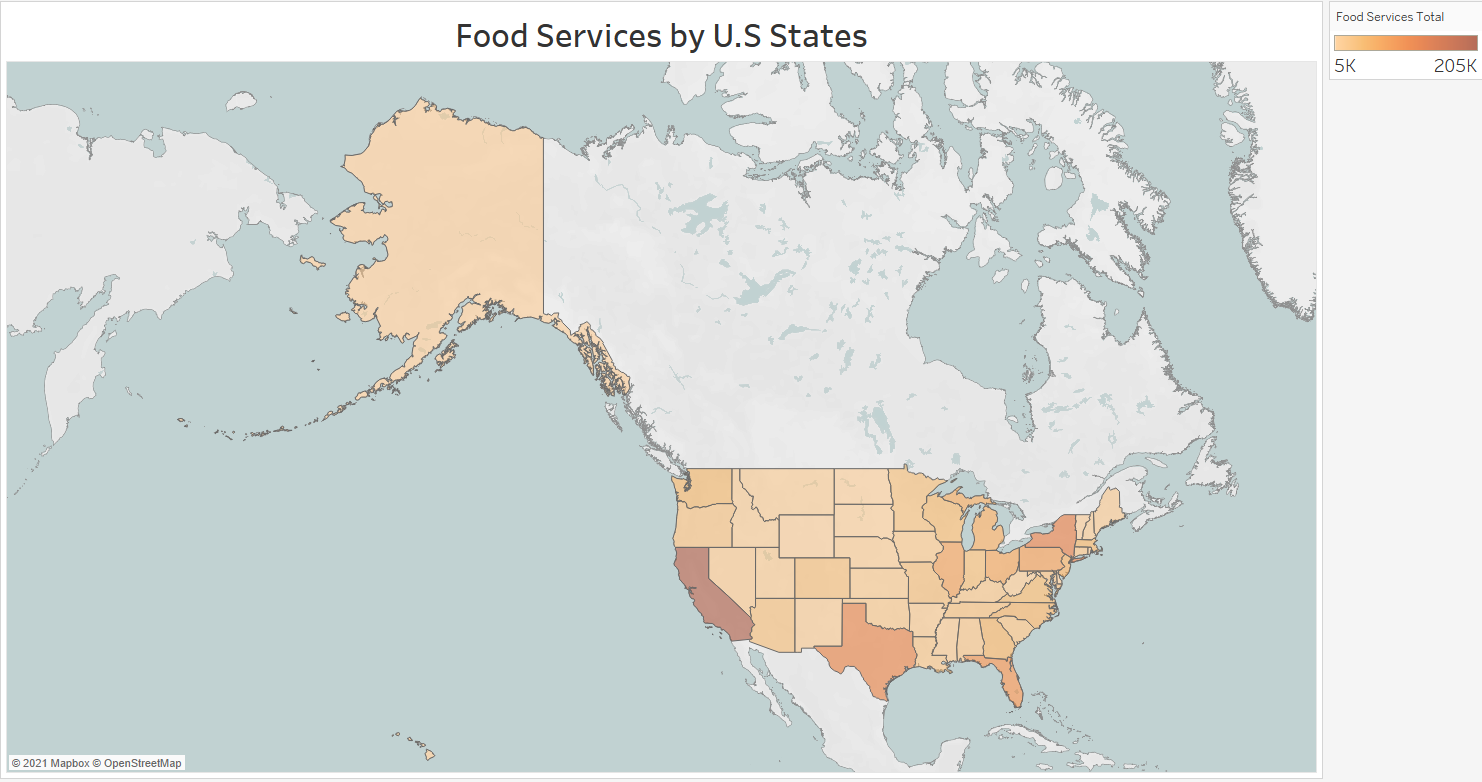 Food Services by U.S States
Food Services Total
5K 205K
© 2021 Mapbox © OpenStreetMap